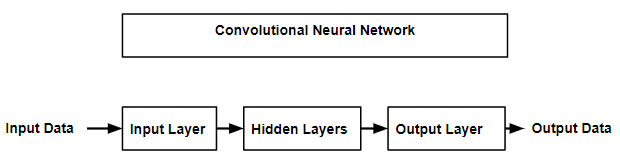 Convolutional Neural Network
Input Data
Input Layer
Hidden Layers
Output Layer
Output Data